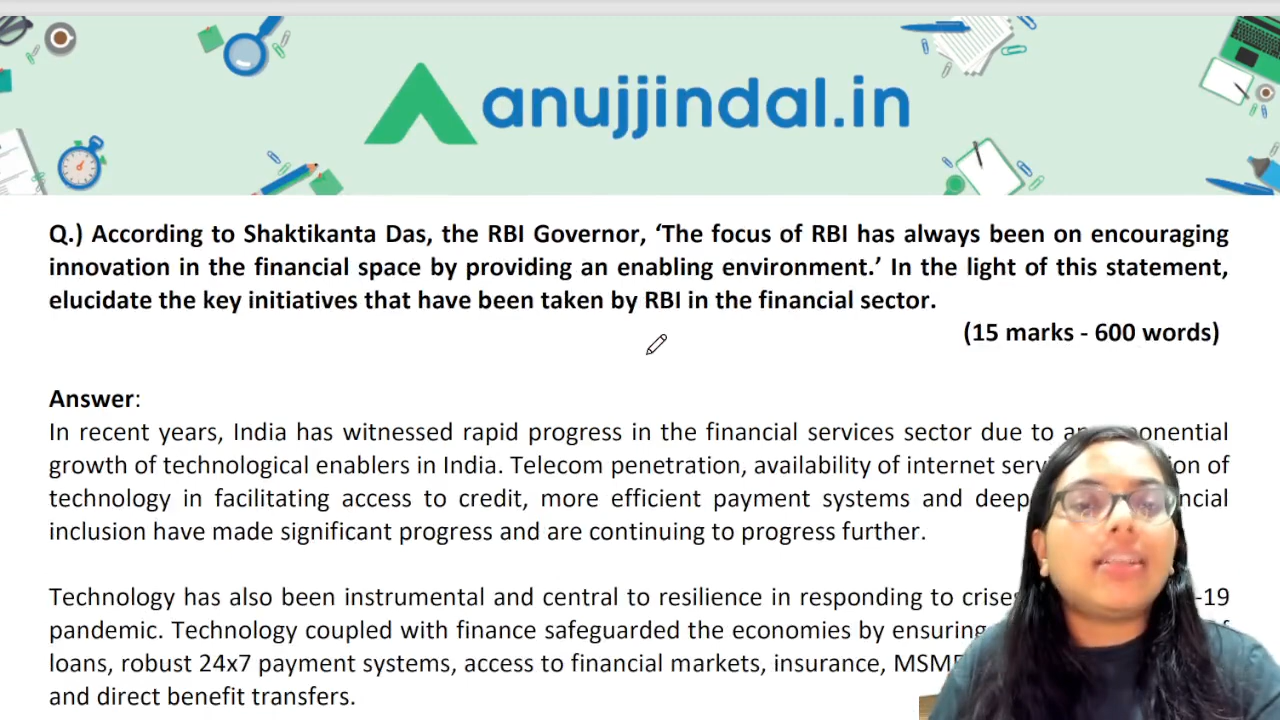 anujjindal.in
Q.) According to Shaktikanta Das, the RBI Governor, ‘The focus of RBI has always been on encouraging
innovation in the financial space by providing an enabling environment.’ In the light of this statement,
elucidate the key initiatives that have been taken by RBI in the financial sector.
(15 marks - 600 words)
Answer:
In recent years, India has witnessed rapid progress in the financial services sector due to
growth of technological enablers in India. Telecom penetration, availability of internet of
technology in facilitating access to credit, more efficient payment systems and
inclusion have made significant progress and are continuing to progress further.
Technology has also been instrumental and central to resilience in responding to -19
pandemic. Technology coupled with finance safeguarded the economies by ensuring
loans, robust 24x7 payment systems, access to financial markets, insurance,
and direct benefit transfers.